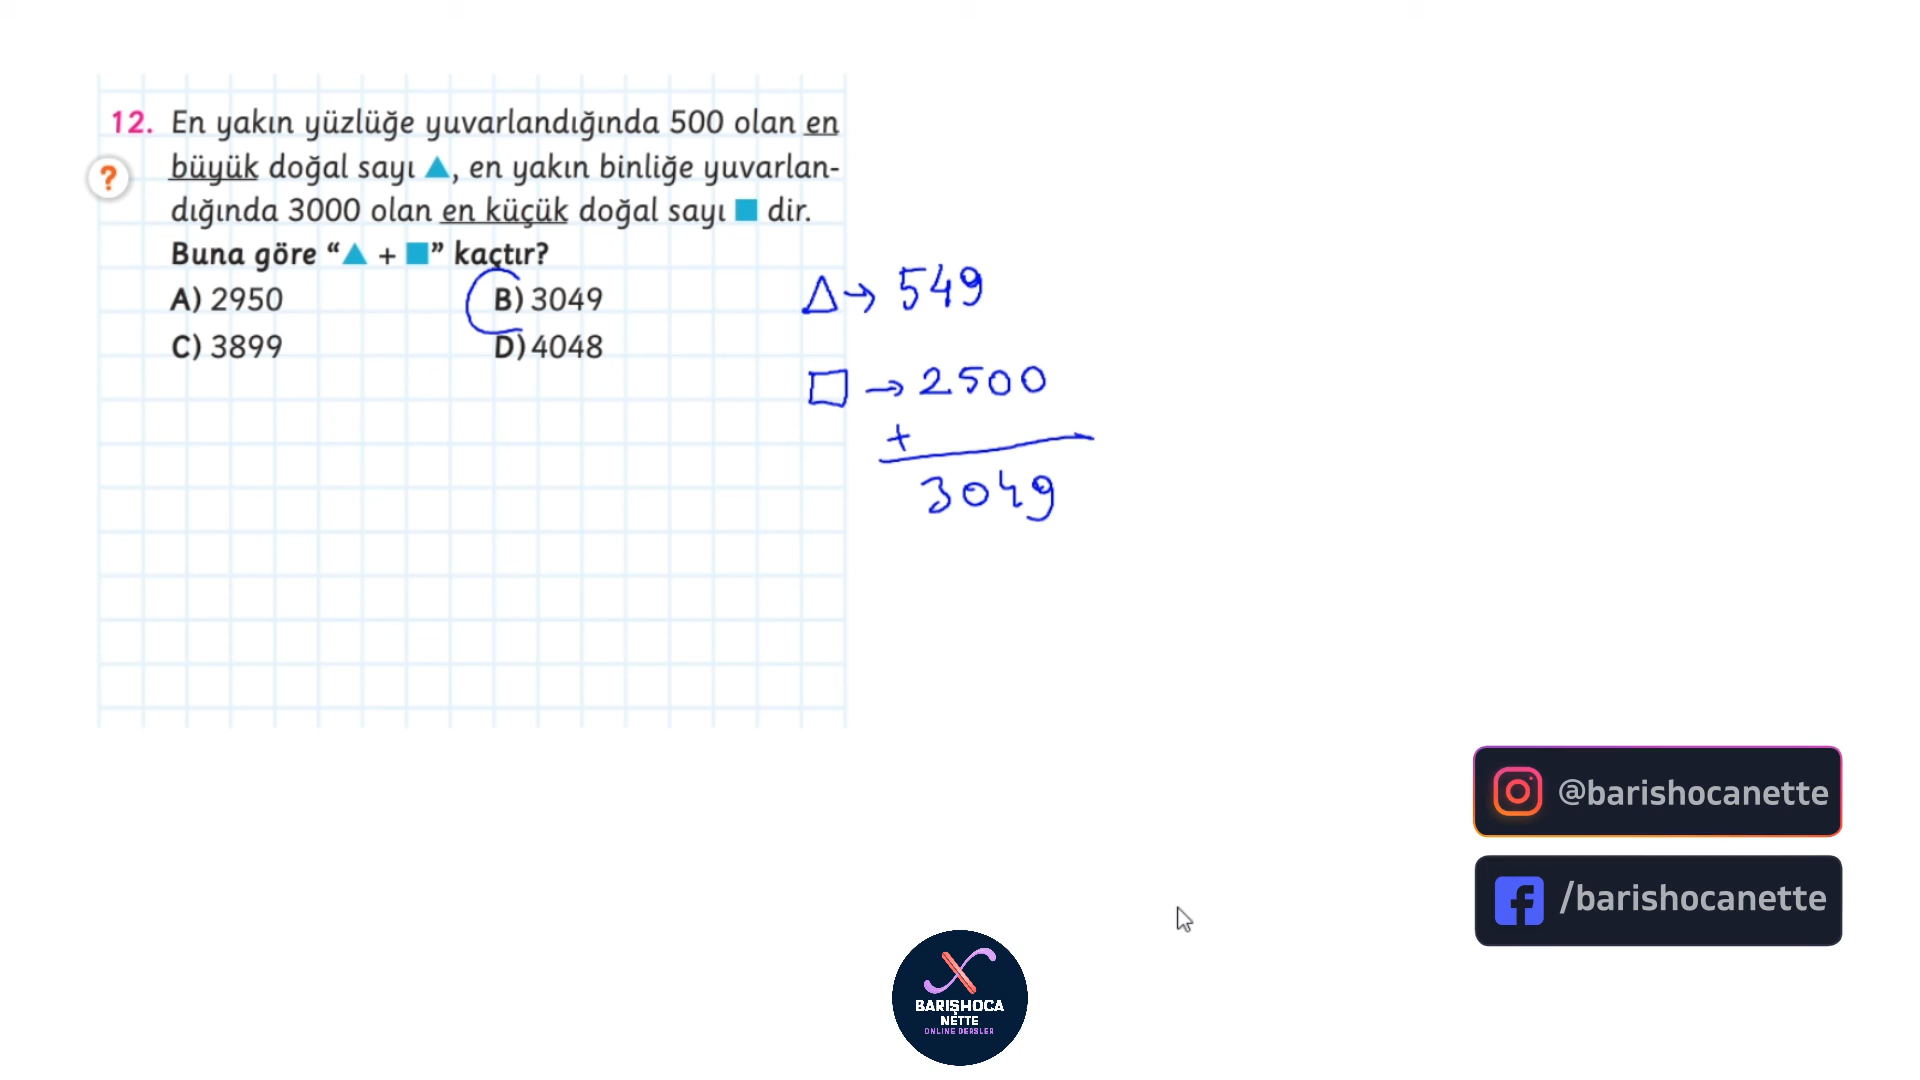 12. En yakın yüzlüğe yuvarlandığında 500 olan en
büyük doğal sayı ▲, en yakın binliğe yuvarlan-
? dığında 3000 olan en küçük doğal sayı ■ dir.
Buna göre “▲ + ■” kaçtır?
A) 2950 B) 3049
C) 3899 D) 4048
△→ 549
□ → 2500
+
3049
@barishocanette
/barishocanette
BARIŞHOCA
NETTE
ONLINE DERSLER